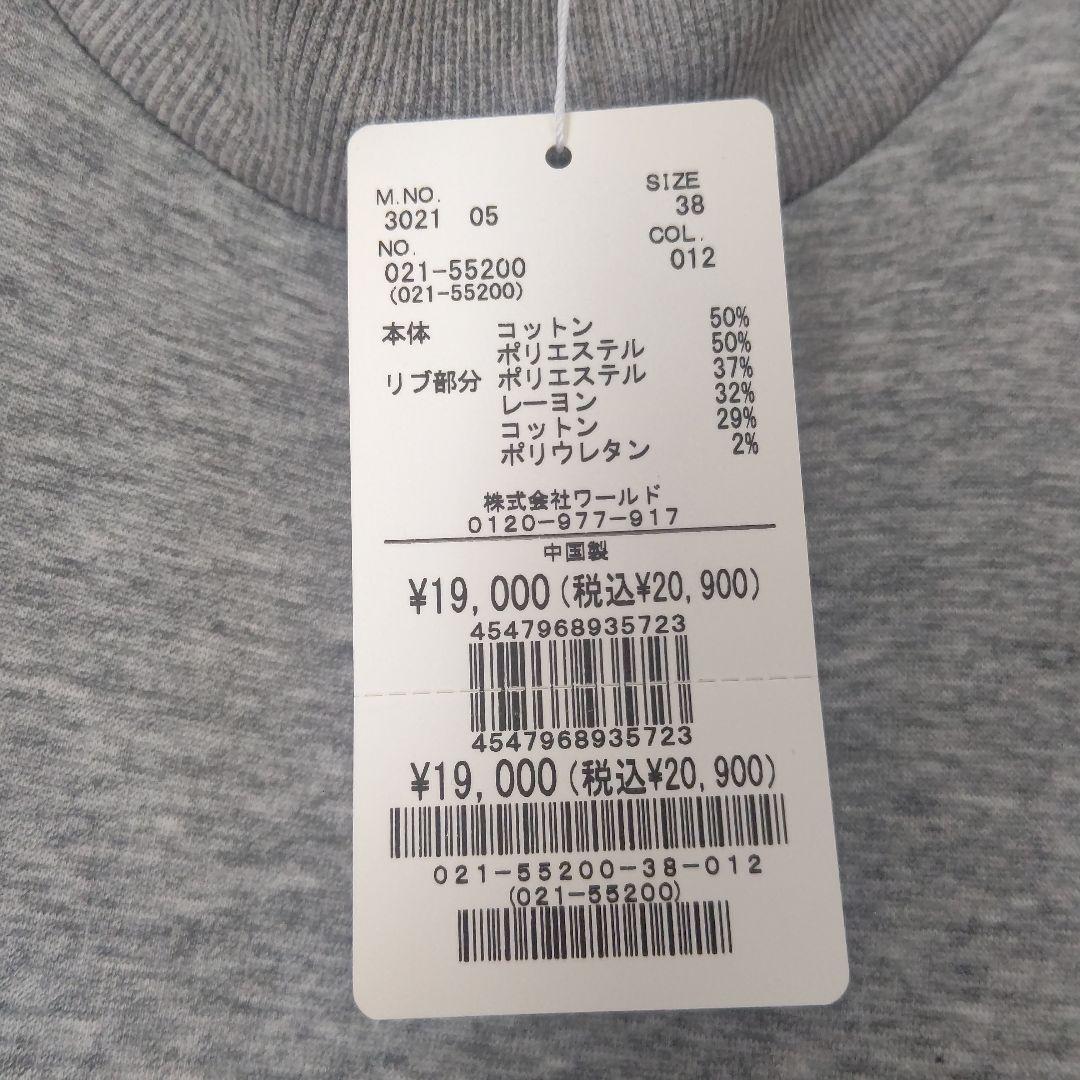 M.NO. SIZE
3021 05 38
NO. COL.
021-55200 012
(021-55200)
本体 コットン 50%
ポリエステル 50%
リブ部分 ポリエステル 37%
レーヨン 32%
コットン 29%
ポリウレタン 2%
株式会社ワールド
0120-977-917
中国製
¥19,000(税込¥20,900)
4547968935723
4547968935723
¥19,000(税込¥20,900)
021-55200-38-012
(021-55200)